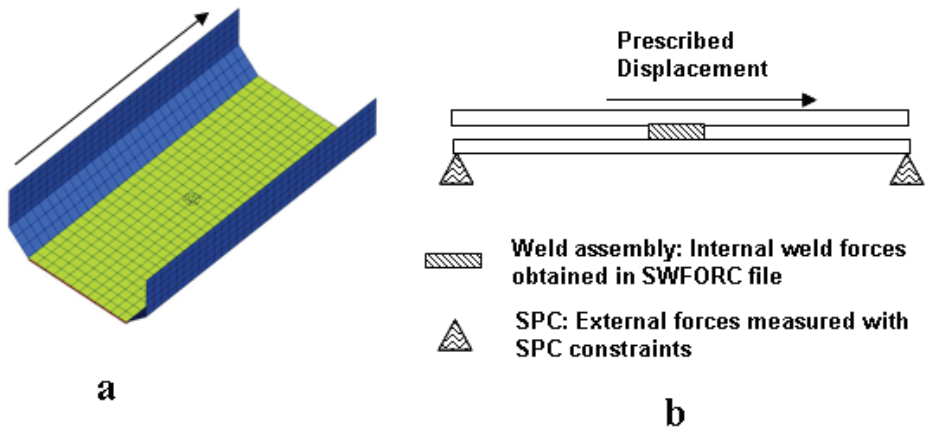 Prescribed
Displacement
Weld assembly: Internal weld forces
obtained in SWFORC file
SPC: External forces measured with
SPC constraints
a
b